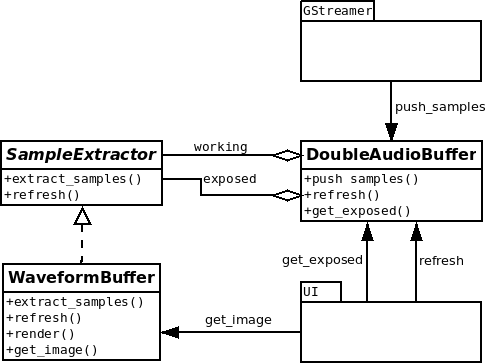 GStreamer
push_samples
SampleExtractor
+extract_samples()
+refresh()
working
exposed
DoubleAudioBuffer
+push samples()
+refresh()
+get_exposed()
get_exposed
refresh
WaveformBuffer
+extract_samples()
+refresh()
+render()
+get_image()
get_image
UI